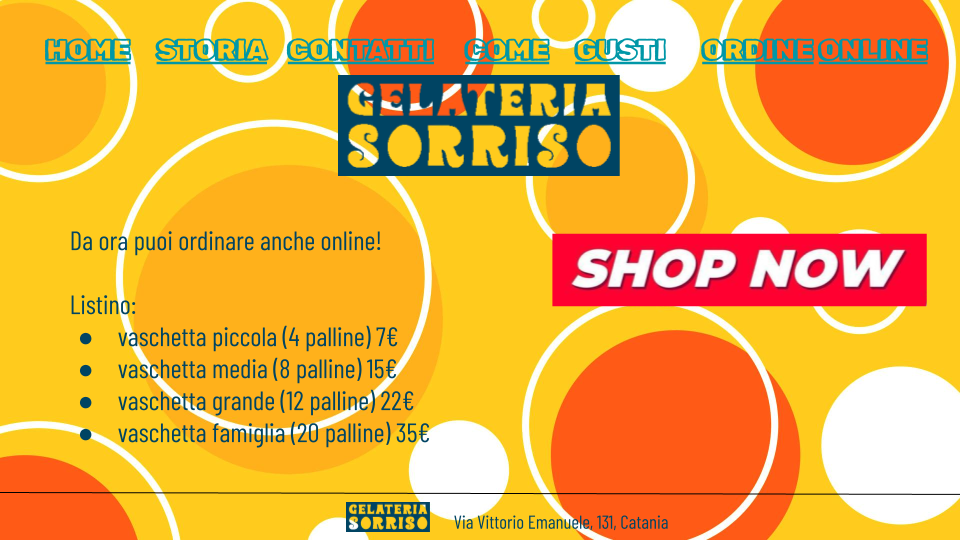 HOME STORIA CONTATTI COME GUSTI ORDINE ONLINE
GELATERIA
SORRISO
Da ora puoi ordinare anche online!
SHOP NOW
Listino:
● vaschetta piccola (4 palline) 7€
● vaschetta media (8 palline) 15€
● vaschetta grande (12 palline) 22€
● vaschetta famiglia (20 palline) 35€
GELATERIA
SORRISO
Via Vittorio Emanuele, 131, Catania